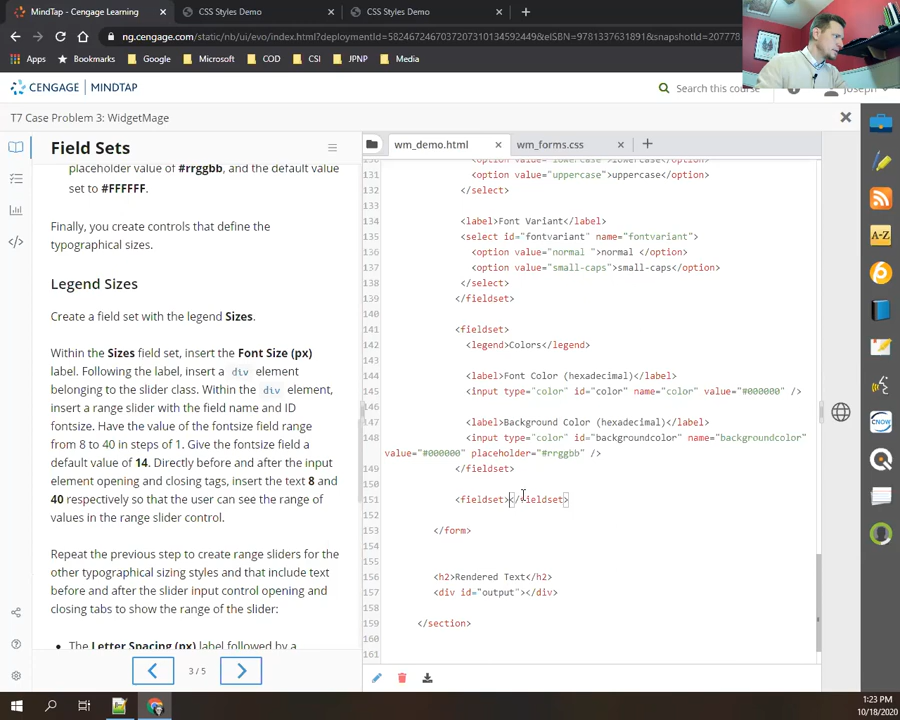 MindTap - Cengage Learning
CSS Styles Demo
CSS Styles Demo
ng.cengage.com/static/nb/ui/evo/index.html?deploymentId=5824672467037207310134592449&eISBN=9781337631891&snapshotId=207778
Apps
Bookmarks
Google
Microsoft
COD
CSI
JPNP
Media
CENGAGE MINDTAP
Search this course
T7 Case Problem 3: WidgetMage
Field Sets
placeholder value of #rrggbb, and the default value
set to #FFFFFF.
Finally, you create controls that define the
typographical sizes.
Legend Sizes
Create a field set with the legend Sizes.
Within the Sizes field set, insert the Font Size (px)
label. Following the label, insert a div element
belonging to the slider class. Within the div element,
insert a range slider with the field name and ID
fontsize. Have the value of the fontsize field range
from 8 to 40 in steps of 1. Give the fontsize field a
default value of 14. Directly before and after the input
element opening and closing tags, insert the text 8 and
40 respectively so that the user can see the range of
values in the range slider control.
Repeat the previous step to create range sliders for the
other typographical sizing styles and that include text
before and after the slider input control opening and
closing tabs to show the range of the slider:
The Letter Spacing (px) label followed by a
3 / 5
wm_demo.html
wm_forms.css
130 <option value="lowercase">lowercase</option>
131 <option value="uppercase">uppercase</option>
132 </select>
133
134 <label>Font Variant</label>
135 <select id="fontvariant" name="fontvariant">
136 <option value="normal ">normal </option>
137 <option value="small-caps">small-caps</option>
138 </select>
139 </fieldset>
140
141 <fieldset>
142 <legend>Colors</legend>
143
144 <label>Font Color (hexadecimal)</label>
145 <input type="color" id="color" name="color" value="#000000" />
146
147 <label>Background Color (hexadecimal)</label>
148 <input type="color" id="backgroundcolor" name="backgroundcolor"
value="#000000" placeholder="#rrggbb" />
149 </fieldset>
150
151 <fieldset></fieldset>
152
153 </form>
154
155
156 <h2>Rendered Text</h2>
157 <div id="output"></div>
158
159 </section>
160
161
A-Z
CNOW
1:23 PM
10/18/2020